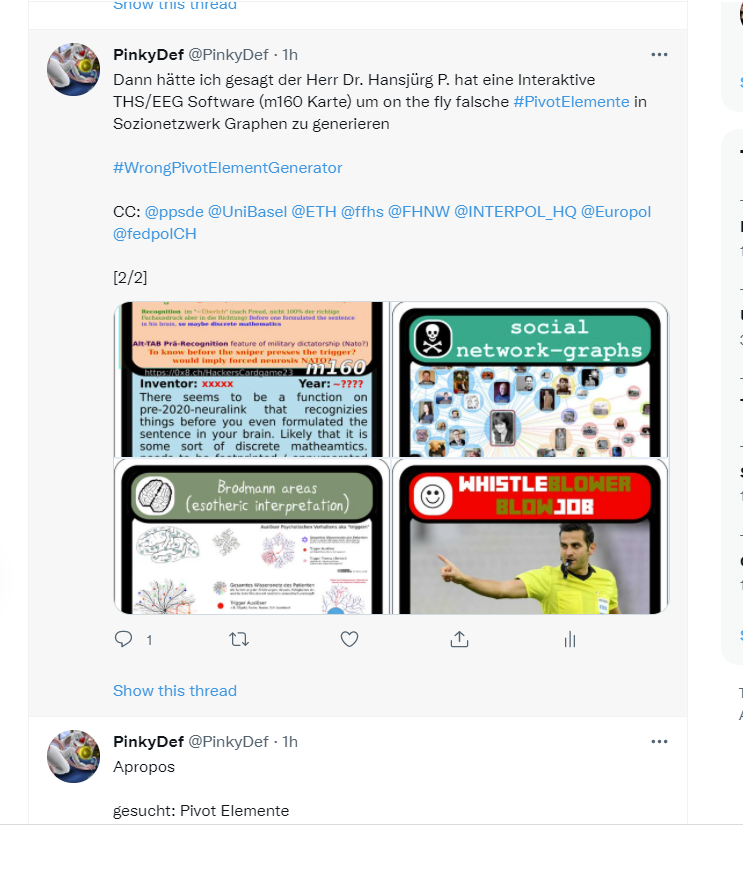 Show this thread
PinkyDef @PinkyDef · 1h
Dann hätte ich gesagt der Herr Dr. Hansjürg P. hat eine Interaktive
THS/EEG Software (m160 Karte) um on the fly falsche #PivotElemente in
Sozionetzwerk Graphen zu generieren
#WrongPivotElementGenerator
CC: @ppsde @UniBasel @ETH @ffhs @FHNW @INTERPOL_HQ @Europol
@fedpolCH
[2/2]
Recognition im "~Überich" (nach Freud, nicht 100% der richtige
Fachausdruck aber in die Richtung) Before one formulated the sentence
in his brain, so maybe discrete mathematics
Alt-TAB Prä-Recognition feature of military dictatorship (Nato?)
To know before the sniper presses the trigger?
would imply forced neurosis NATO?
m160
https://0x8.ch/HackersCardgame23
Inventor: xxxxx Year: ~????
There seems to be a function on
pre-2020-neuralink that recognizies
things before you even formulated the
sentence in your brain. Likely that it is
some sort of discrete matheamtics.
social
network-graphs
Brodmann areas
(esoteric interpretation)
Auslöser Psychotischen Verhaltens aka "triggern"
Gesamtes Wissensnetz des Patienten
Trigger Auslöser
WHISTLEBLOWER
BLOWJOB
1
Show this thread
PinkyDef @PinkyDef · 1h
Apropos
gesucht: Pivot Elemente